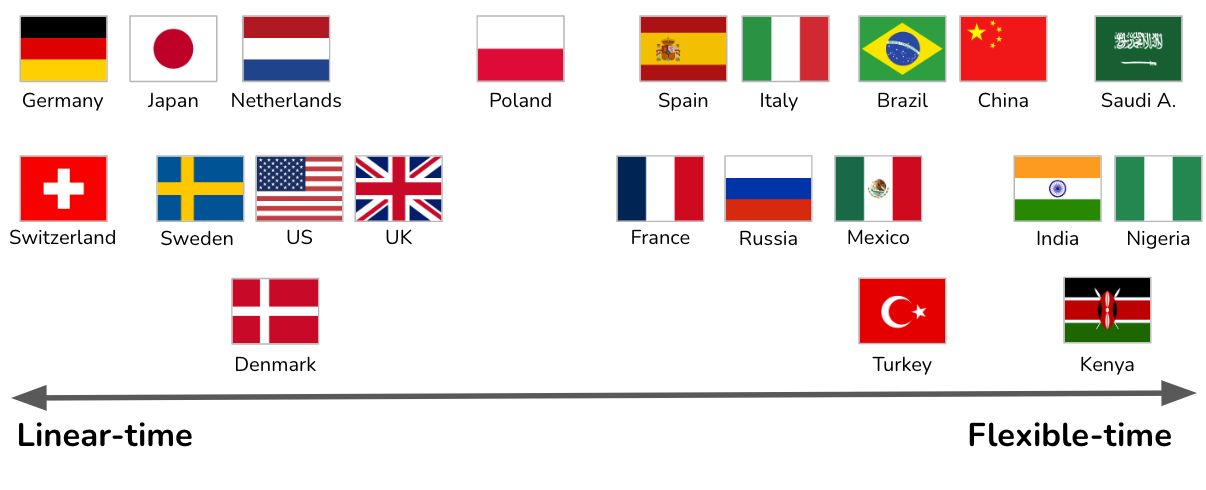 Germany Japan Netherlands Poland Spain Italy Brazil China Saudi A.
Switzerland Sweden US UK France Russia Mexico India Nigeria
Denmark Turkey Kenya
Linear-time Flexible-time